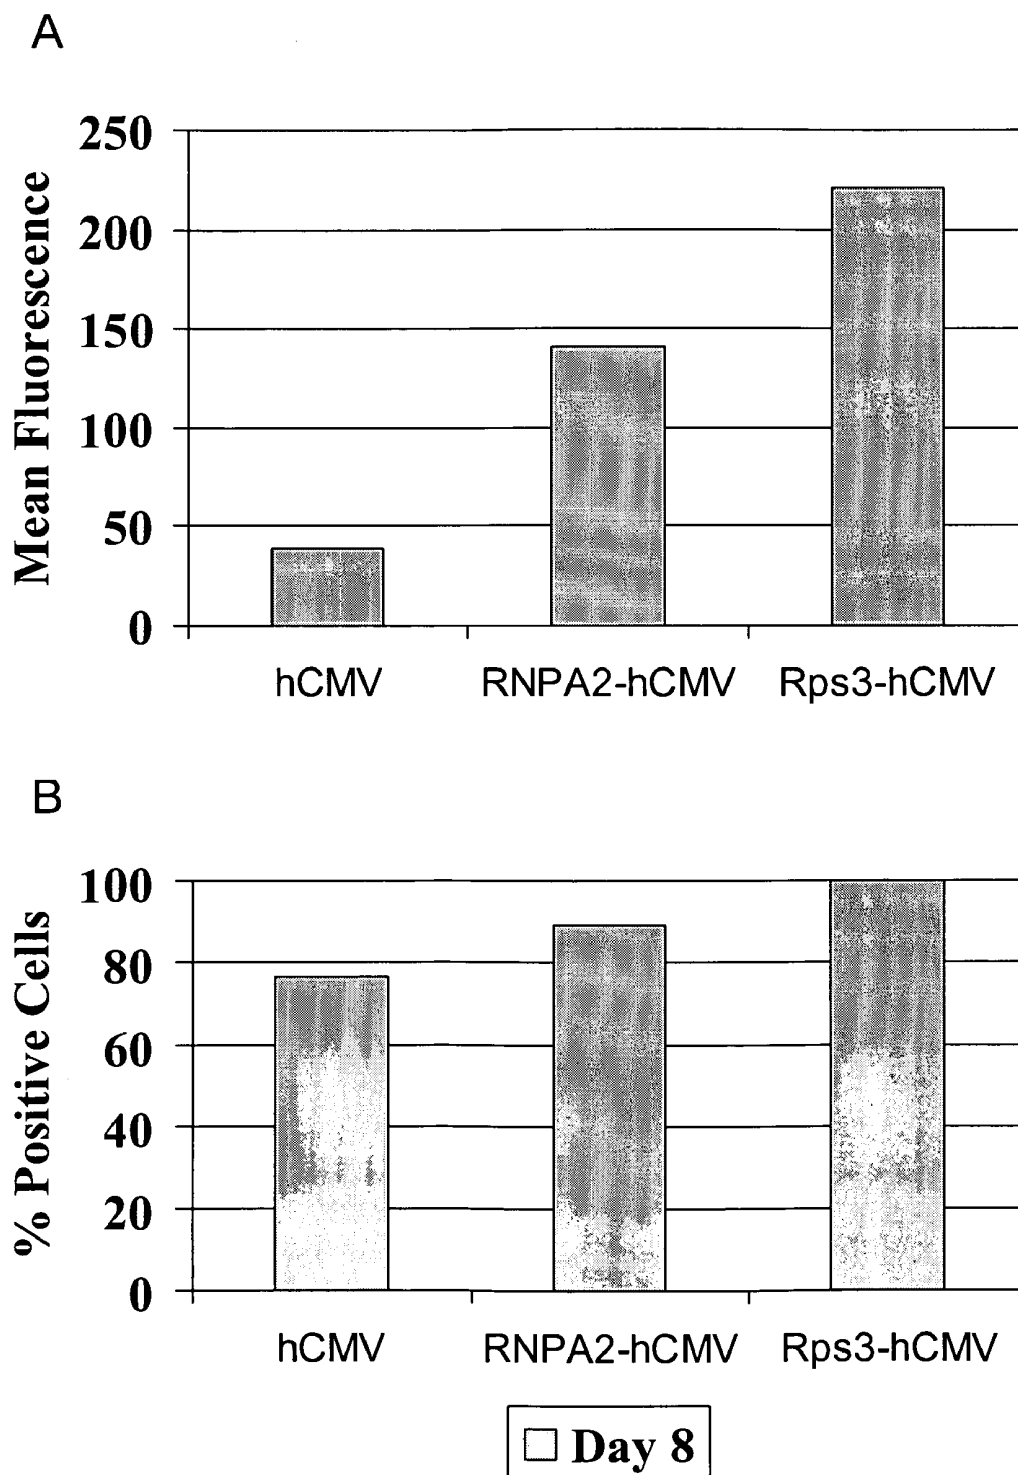 A
Mean Fluorescence
250
200
150
100
50
0
hCMV RNPA2-hCMV Rps3-hCMV
B
% Positive Cells
100
80
60
40
20
0
hCMV RNPA2-hCMV Rps3-hCMV
Day 8